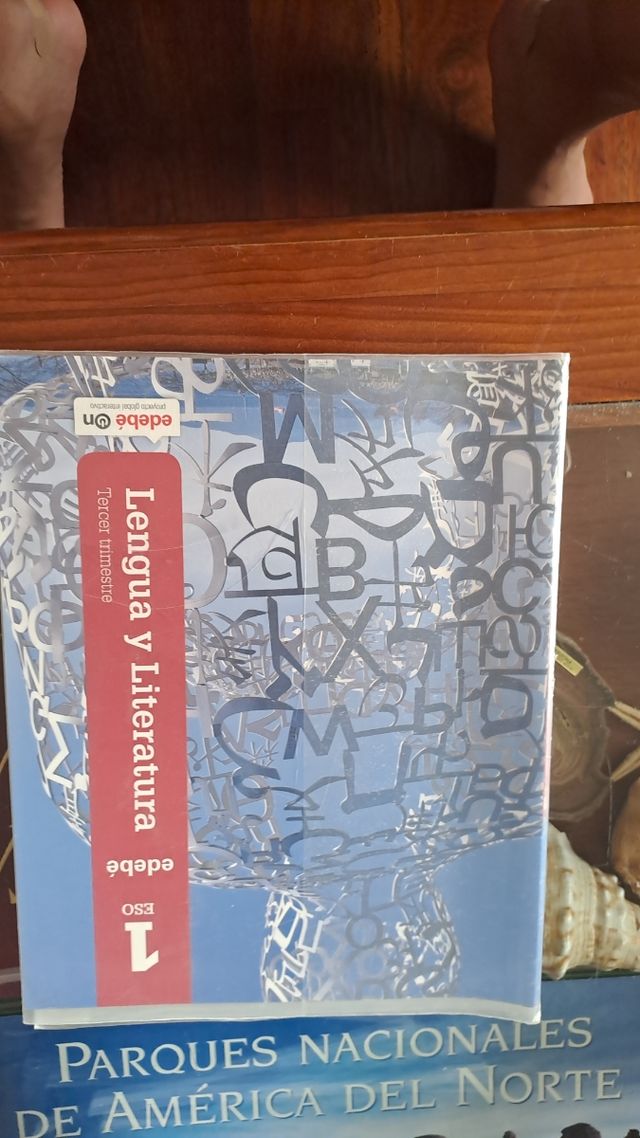 edebé On
proyecto global interactivo
Lengua y Literatura
Tercer trimestre
edebé
ESO
1
PARQUES NACIONALES
DE AMÉRICA DEL NORTE